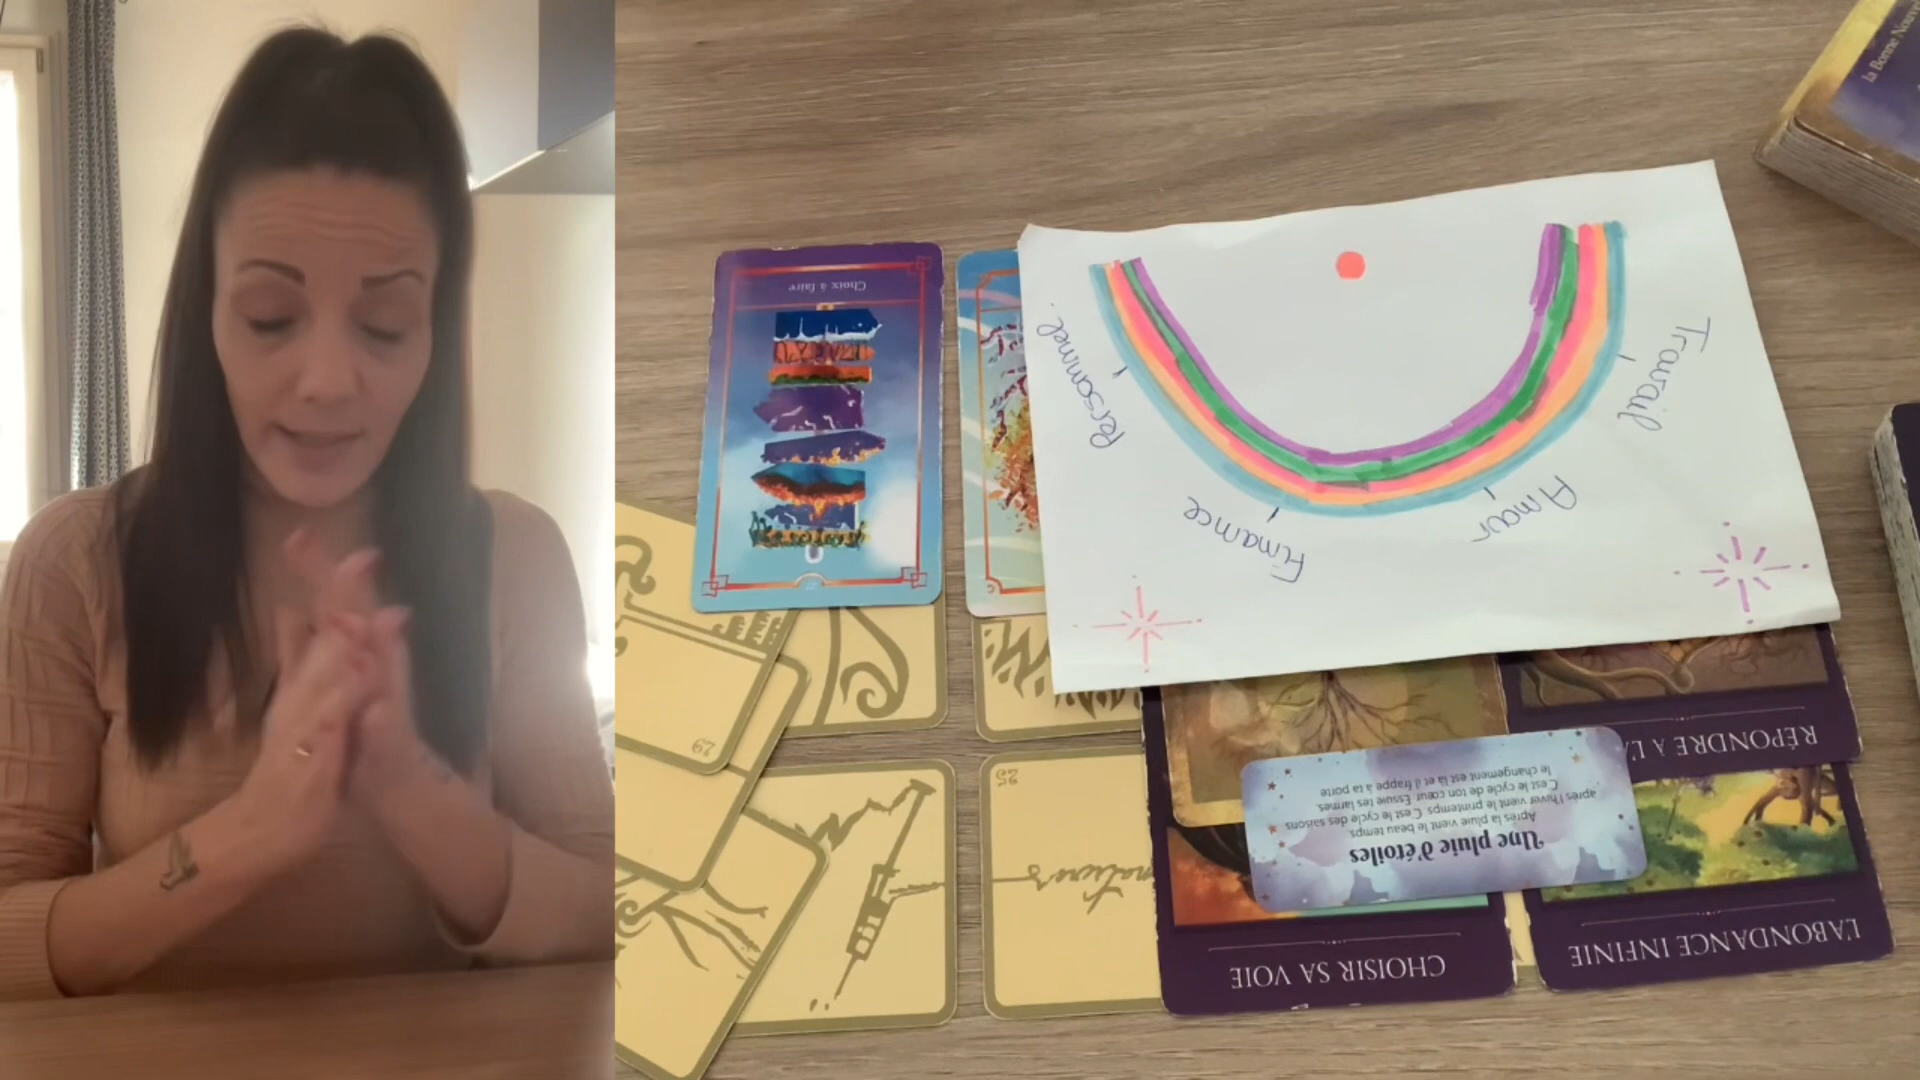 la Bonne Nouv
Choix à faire
Personnel
Finance
Amour
Travail
29
25
RÉPONDRE À L'A
Une pluie d'étoiles
Après la pluie vient le beau temps,
après l'hiver vient le printemps. C'est le cycle des saisons
C'est le cycle de ton cœur. Essuie tes larmes,
le changement est là et il frappe à ta porte
CHOISIR SA VOIE
L'ABONDANCE INFINIE